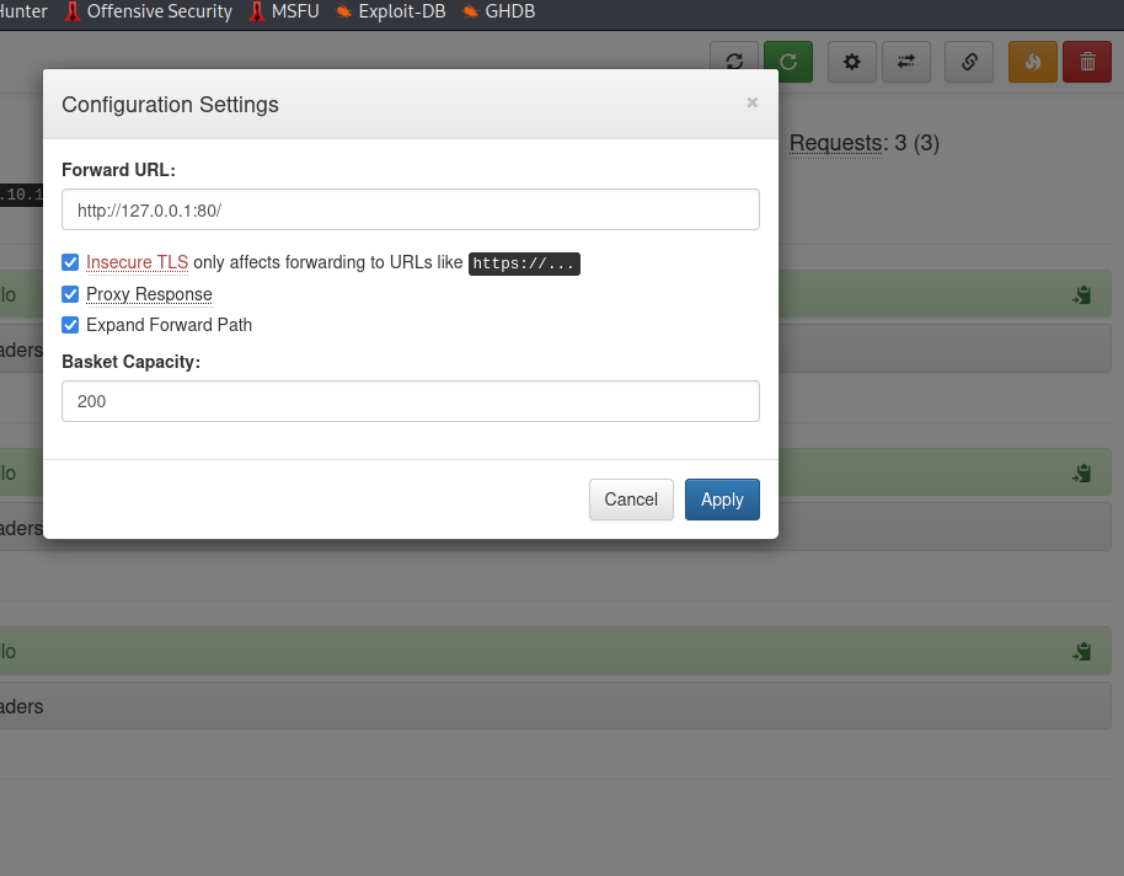 Hunter Offensive Security MSFU Exploit-DB GHDB
Configuration Settings ×
Requests: 3 (3)
Forward URL:
.10.1
http://127.0.0.1:80/
Insecure TLS only affects forwarding to URLs like https://...
lo
Proxy Response
Expand Forward Path
aders
Basket Capacity:
200
lo
Cancel Apply
aders
lo
aders